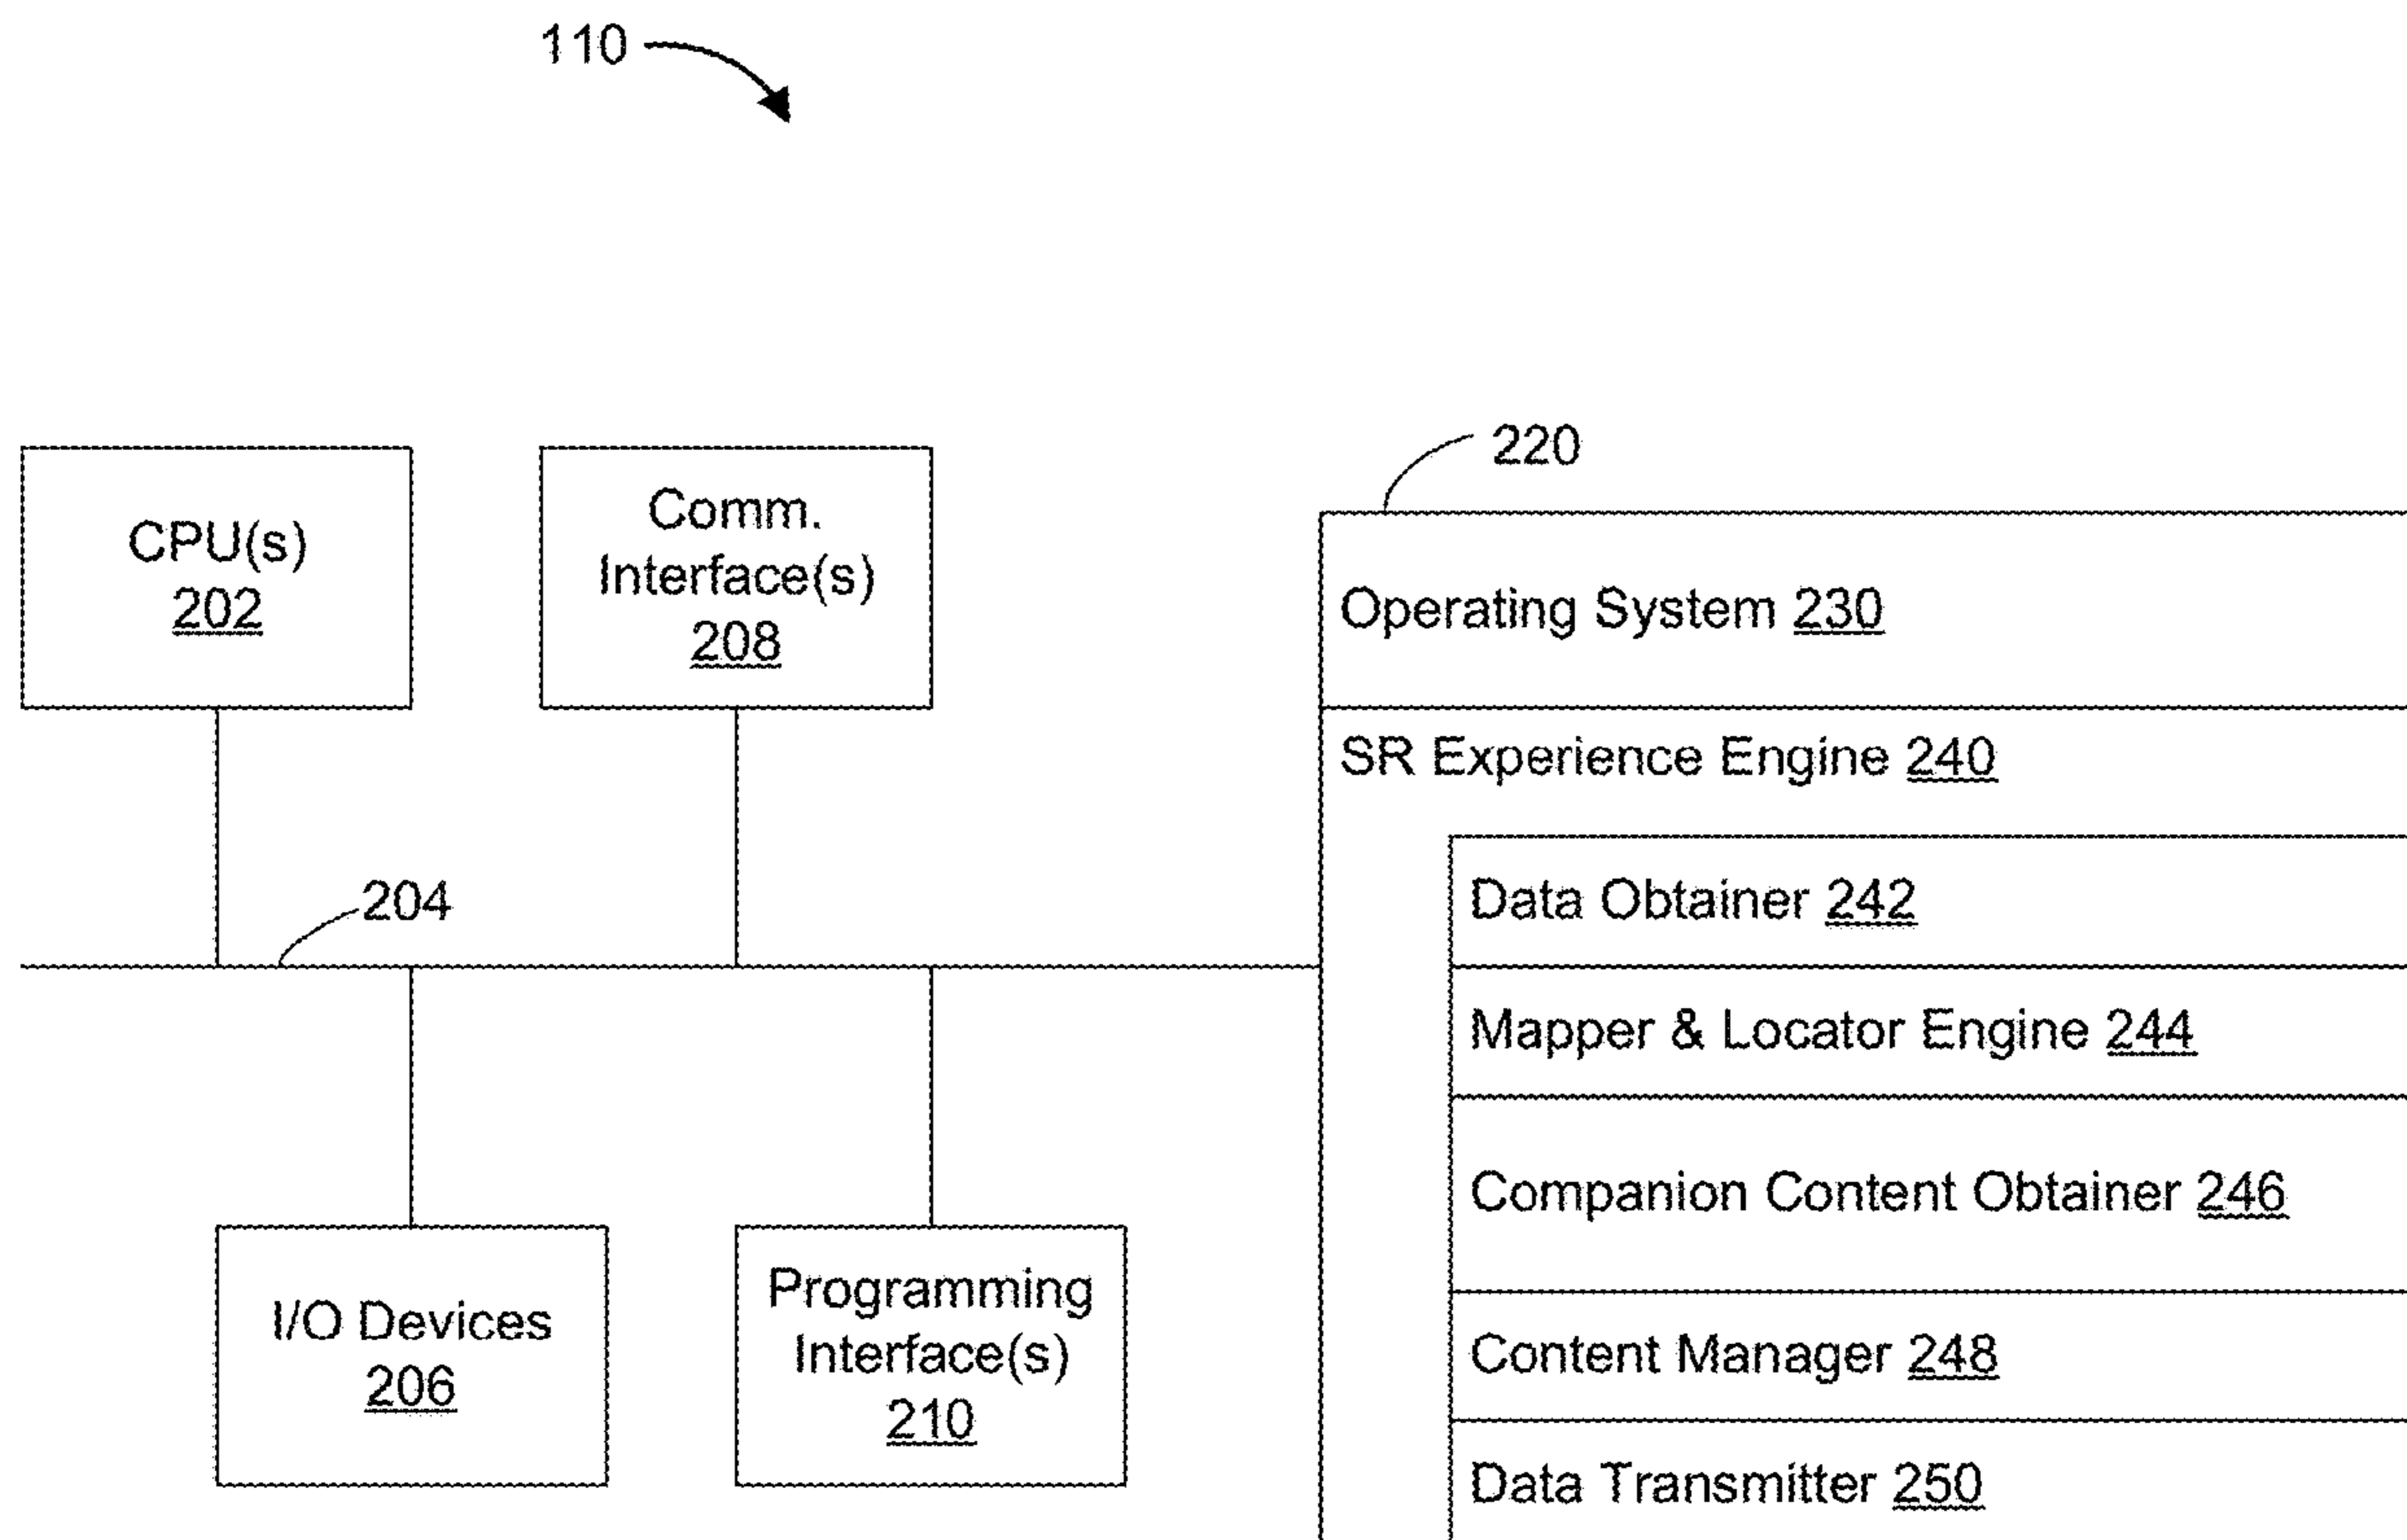 110
CPU(s)
202
Comm.
Interface(s)
208
204
I/O Devices
206
Programming
Interface(s)
210
220
Operating System 230
SR Experience Engine 240
Data Obtainer 242
Mapper & Locator Engine 244
Companion Content Obtainer 246
Content Manager 248
Data Transmitter 250